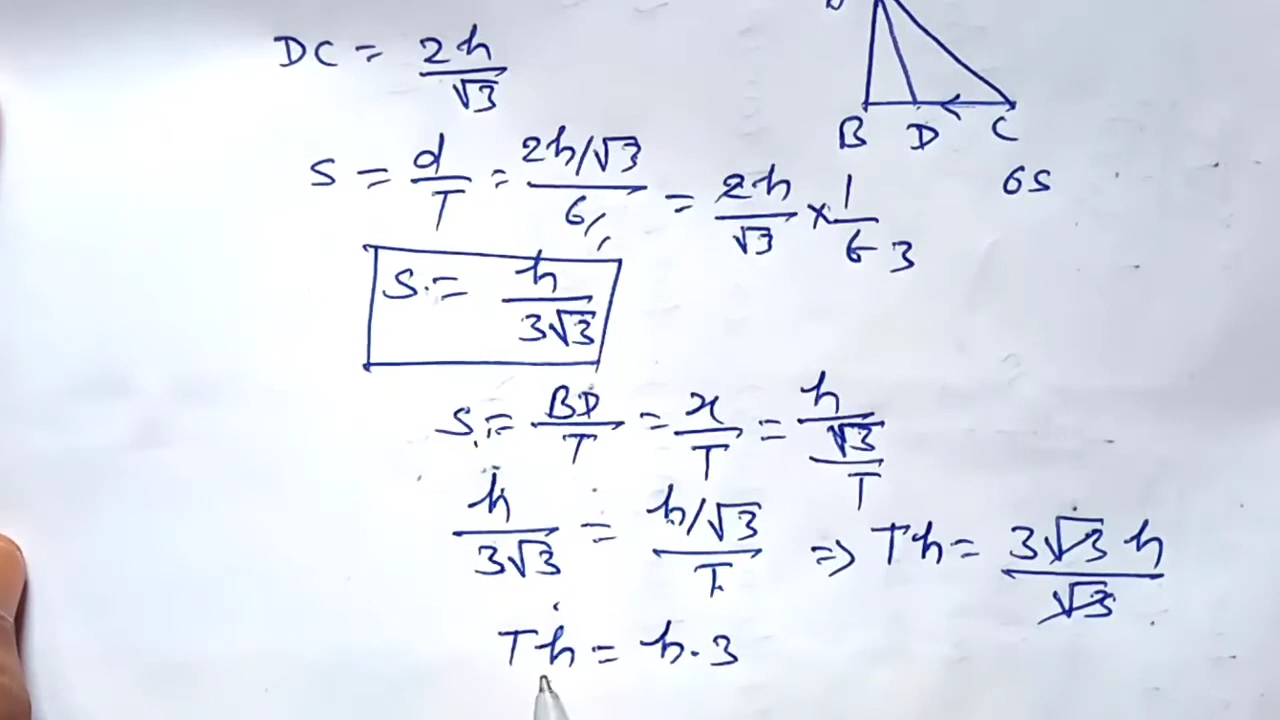 DC = 2h/√3
B D C
6s
S = d/T = (2h/√3)/6 = 2h/√3 × 1/6 3
S = h/3√3
S = BD/T = x/T = (h/√3)/T
h/3√3 = (h/√3)/T ⇒ Th = 3√3 h/√3
Th = h.3